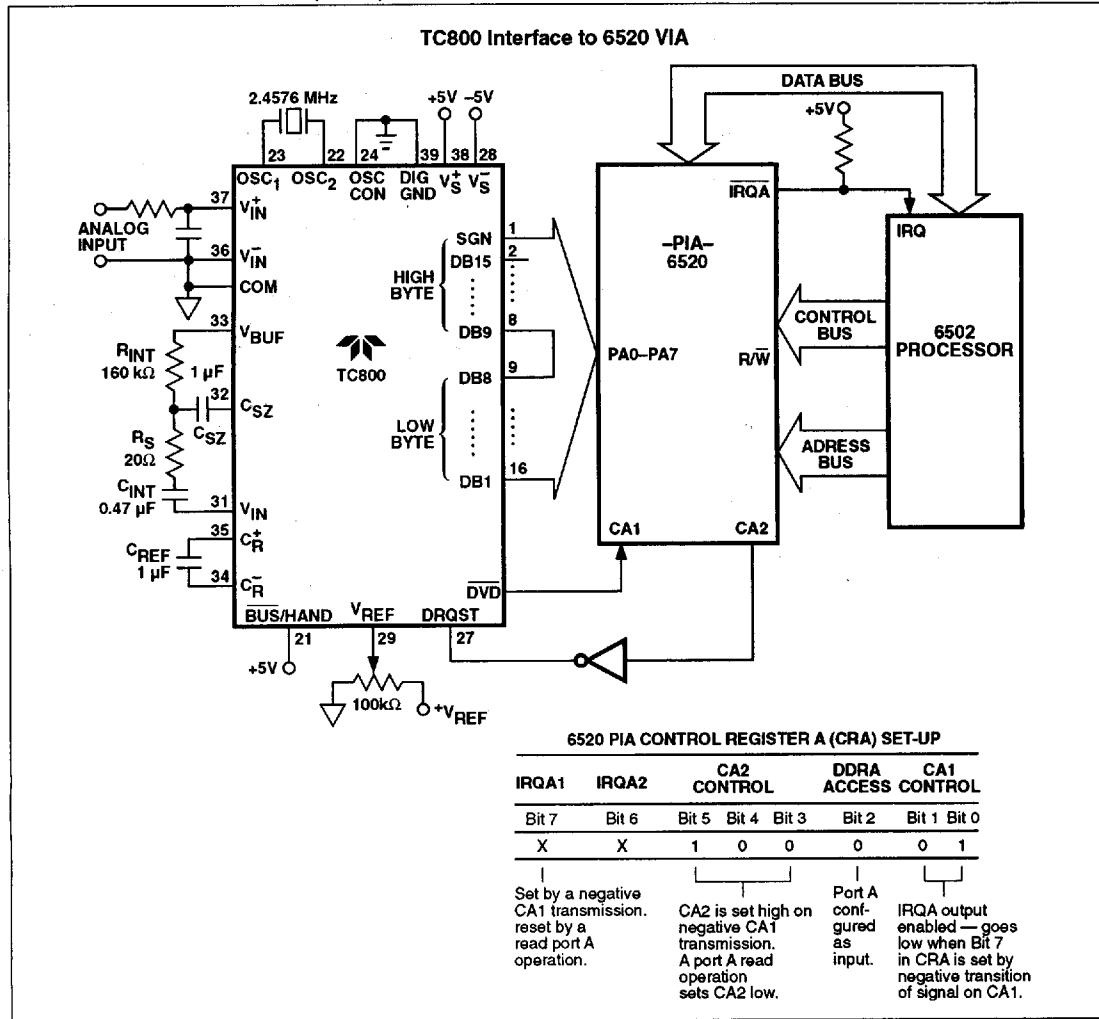 TC800 Interface to 6520 VIA
2.4576 MHz
+5V
–5V
DATA BUS
+5V
23
22
24
39
38
28
OSC1
OSC2
OSC CON
DIG GND
VS+
VS–
37
VIN+
ANALOG INPUT
36
VIN–
COM
33
VBUF
RINT
160 kΩ
1 µF
32
CSZ
CSZ
RS
20Ω
CINT
0.47 µF
31
VIN
35
CR+
CREF
1 µF
34
CR–
TC800
HIGH BYTE
SGN
1
DB15
2
DB9
8
DB8
9
LOW BYTE
DB1
16
DVD
BUS/HAND
VREF
DRQST
21
29
27
+5V
100kΩ
+VREF
IRQA
–PIA–
6520
PA0–PA7
R/W
CA1
CA2
IRQ
CONTROL BUS
6502
PROCESSOR
ADRESS BUS
6520 PIA CONTROL REGISTER A (CRA) SET-UP
IRQA1 IRQA2 CA2 CONTROL DDRA ACCESS CA1 CONTROL
Bit 7 Bit 6 Bit 5 Bit 4 Bit 3 Bit 2 Bit 1 Bit 0
X X 1 0 0 0 0 1
Set by a negative
CA1 transmission.
reset by a
read port A
operation.
CA2 is set high on
negative CA1
transmission.
A port A read
operation
sets CA2 low.
Port A
conf-
gured
as
input.
IRQA output
enabled — goes
low when Bit 7
in CRA is set by
negative transition
of signal on CA1.